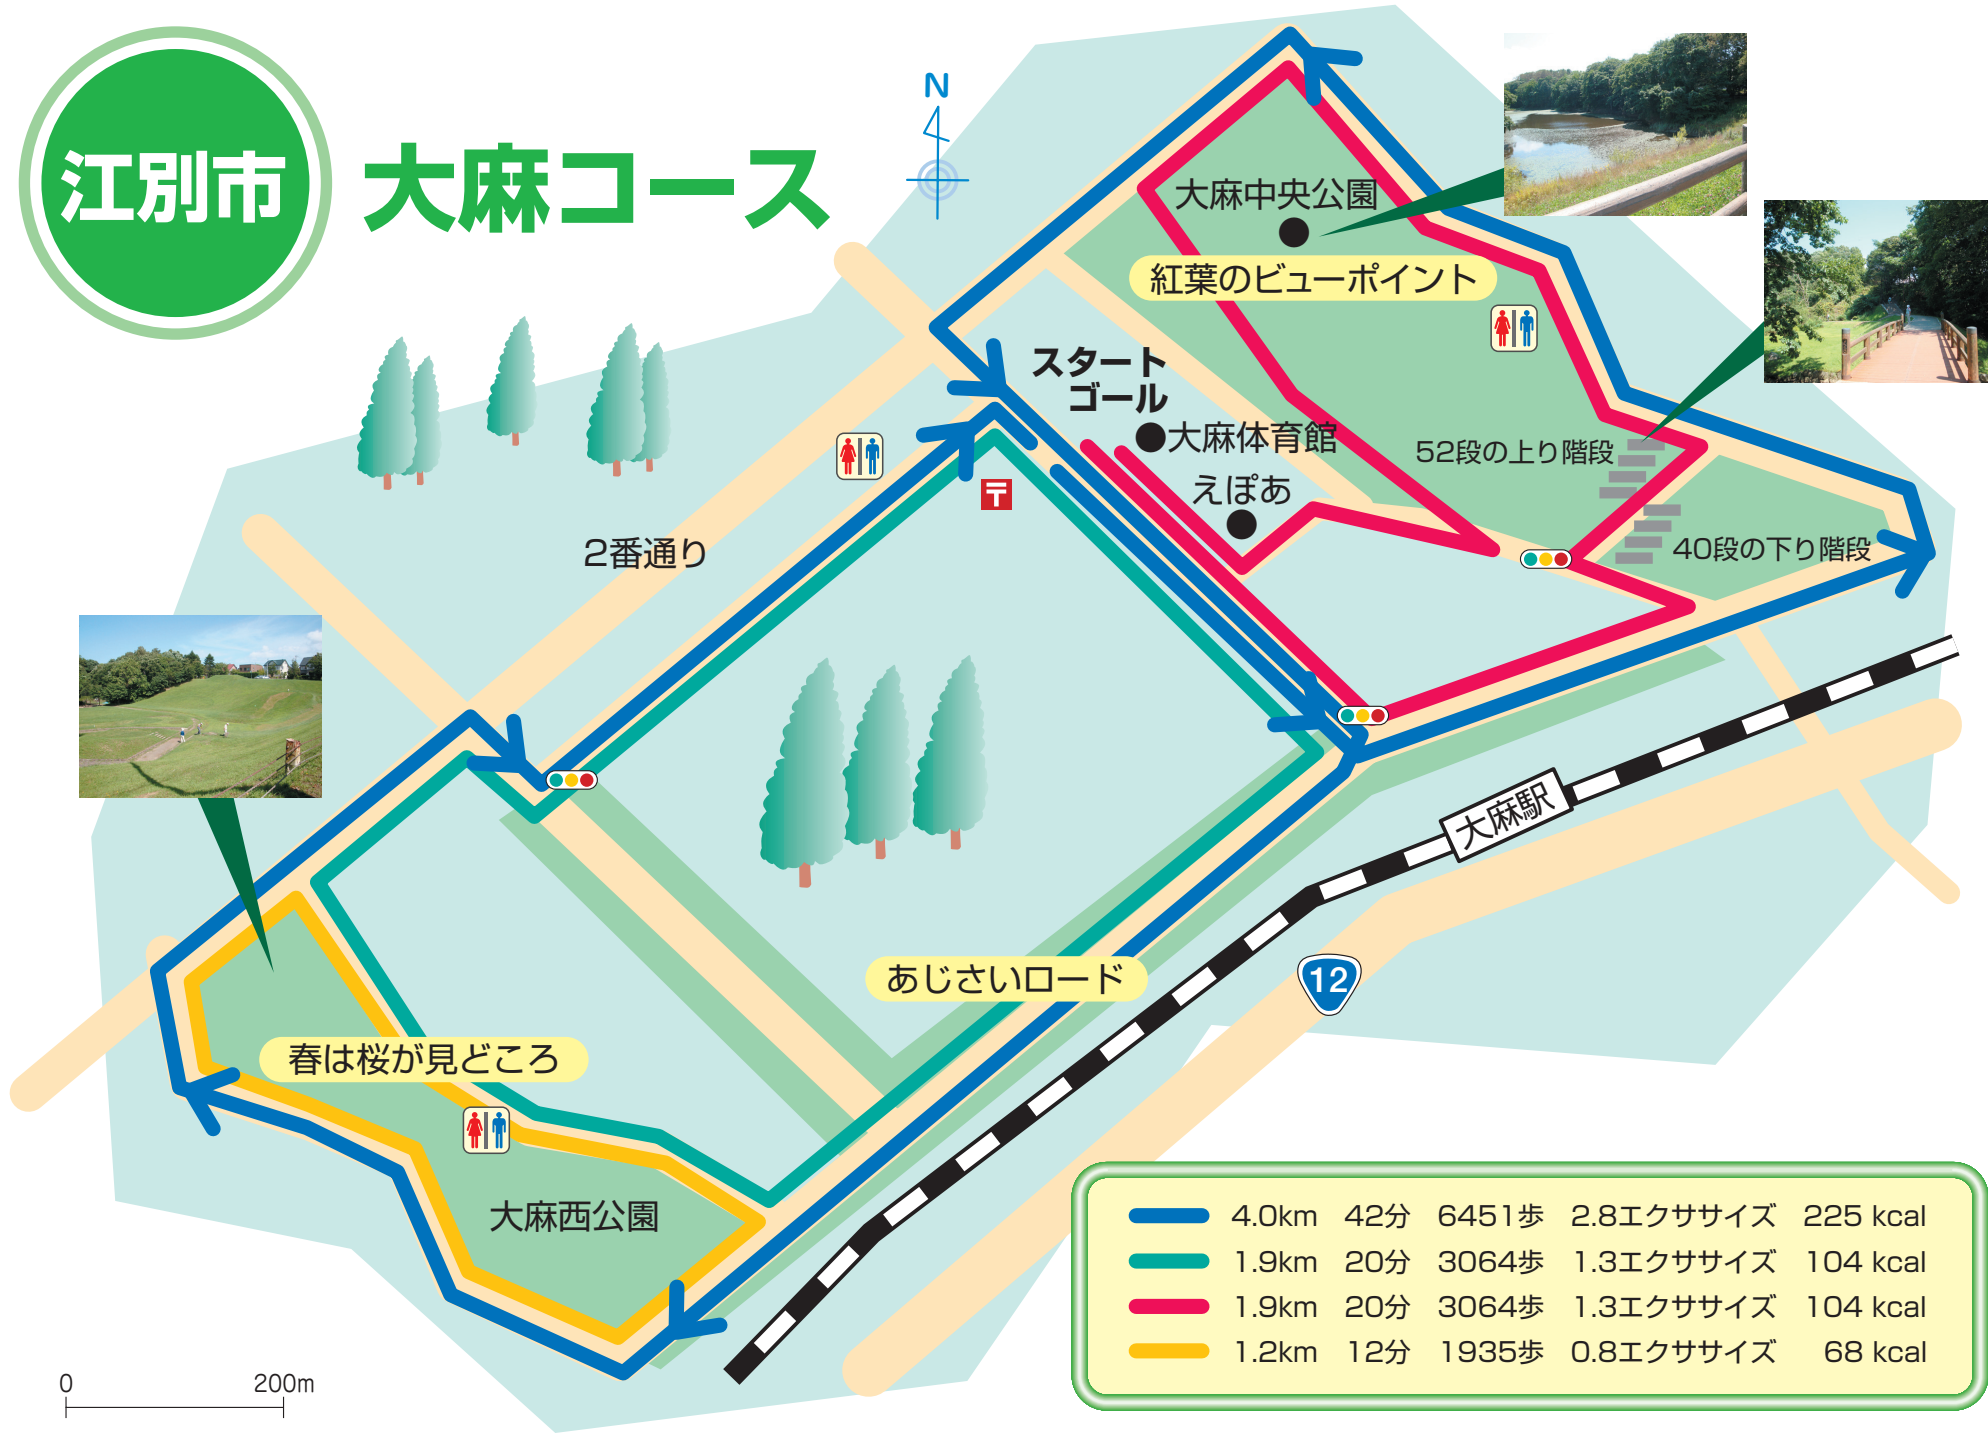 江別市
大麻コース
N
大麻中央公園
紅葉のビューポイント
スタート
ゴール
大麻体育館
えぽあ
52段の上り階段
40段の下り階段
〒
2番通り
大麻駅
12
あじさいロード
春は桜が見どころ
大麻西公園
4.0km 42分 6451歩 2.8エクササイズ 225 kcal
1.9km 20分 3064歩 1.3エクササイズ 104 kcal
1.9km 20分 3064歩 1.3エクササイズ 104 kcal
1.2km 12分 1935歩 0.8エクササイズ 68 kcal
0 200m